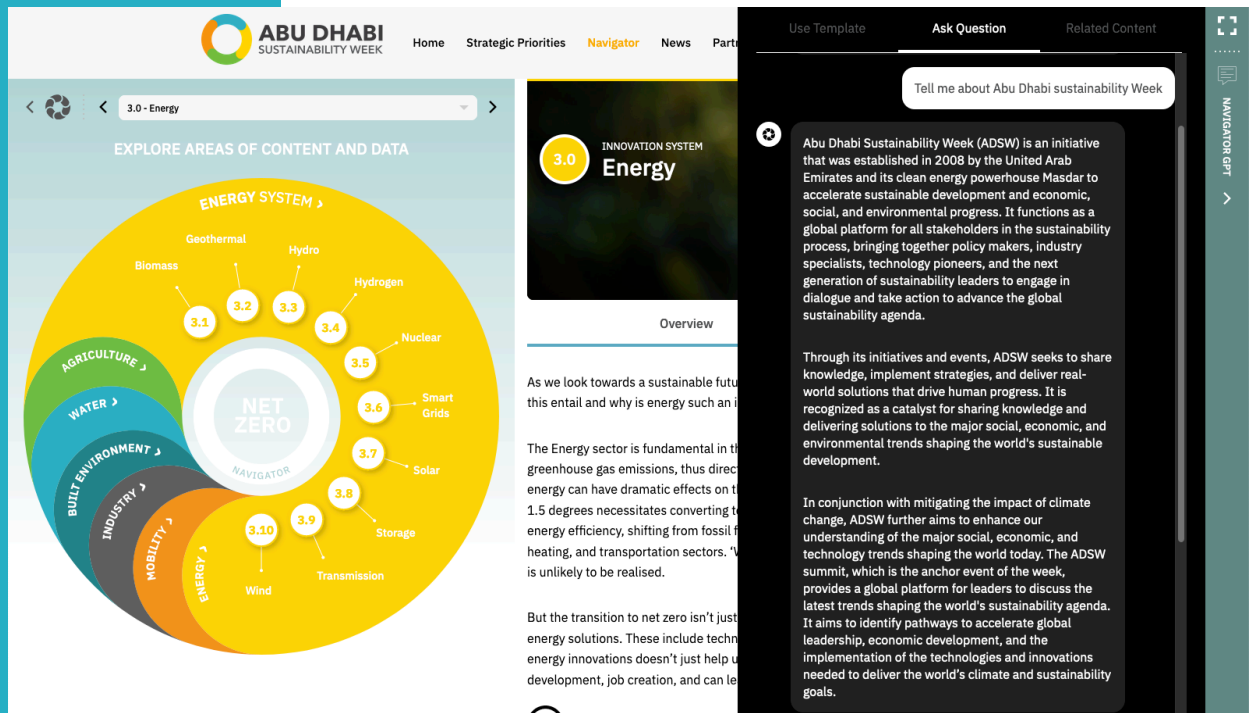 ABU DHABI
SUSTAINABILITY WEEK
Home
Strategic Priorities
Navigator
News
3.0 - Energy
EXPLORE AREAS OF CONTENT AND DATA
ENERGY SYSTEM
Geothermal
Hydro
Biomass
Hydrogen
Nuclear
Smart
Grids
Solar
Storage
Transmission
Wind
3.1
3.2
3.3
3.4
3.5
3.6
3.7
3.8
3.9
3.10
AGRICULTURE
WATER
BUILT ENVIRONMENT
INDUSTRY
MOBILITY
ENERGY
NET
ZERO
NAVIGATOR
3.0
INNOVATION SYSTEM
Energy
Overview
As we look towards a sustainable
this entail and why is energy such an
The Energy sector is fundamental in
greenhouse gas emissions, thus
energy can have dramatic effects on
1.5 degrees necessitates converting
energy efficiency, shifting from fossil
heating, and transportation sectors.
is unlikely to be realised.
But the transition to net zero isn't just
energy solutions. These include
energy innovations doesn't just help
development, job creation, and can
Use Template
Ask Question
Related Content
Tell me about Abu Dhabi sustainability Week
Abu Dhabi Sustainability Week (ADSW) is an initiative
that was established in 2008 by the United Arab
Emirates and its clean energy powerhouse Masdar to
accelerate sustainable development and economic,
social, and environmental progress. It functions as a
global platform for all stakeholders in the sustainability
process, bringing together policy makers, industry
specialists, technology pioneers, and the next
generation of sustainability leaders to engage in
dialogue and take action to advance the global
sustainability agenda.
Through its initiatives and events, ADSW seeks to share
knowledge, implement strategies, and deliver real-
world solutions that drive human progress. It is
recognized as a catalyst for sharing knowledge and
delivering solutions to the major social, economic, and
environmental trends shaping the world's sustainable
development.
In conjunction with mitigating the impact of climate
change, ADSW further aims to enhance our
understanding of the major social, economic, and
technology trends shaping the world today. The ADSW
summit, which is the anchor event of the week,
provides a global platform for leaders to discuss the
latest trends shaping the world's sustainability agenda.
It aims to identify pathways to accelerate global
leadership, economic development, and the
implementation of the technologies and innovations
needed to deliver the world's climate and sustainability
goals.
NAVIGATOR GPT